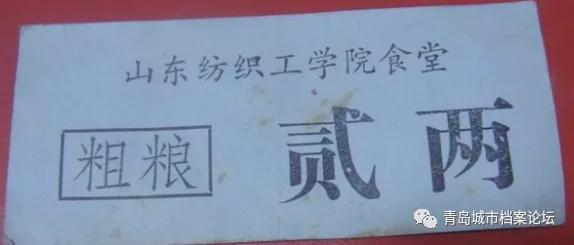 山东纺织工学院食堂
粗粮
贰两
青岛城市档案论坛